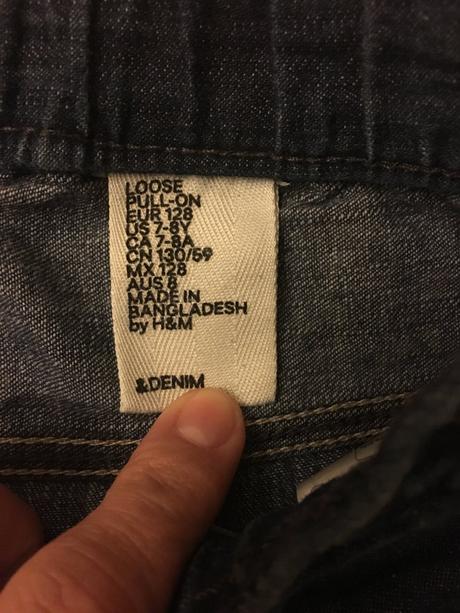 LOOSE
PULL-ON
EUR 128
US 7-8Y
CA 7-8A
CN 130/59
MX 128
AUS 8
MADE IN
BANGLADESH
by H&M
&DENIM